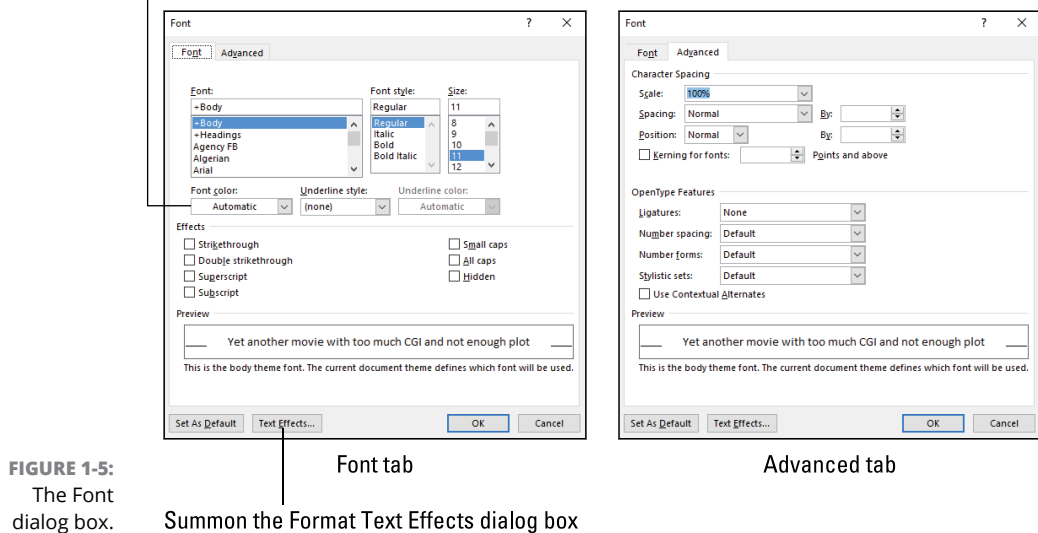 Font ? ×
Font Advanced
Font: Font style: Size:
+Body Regular 11
+Body Regular 8
+Headings Italic 9
Agency FB Bold 10
Algerian Bold Italic 11
Arial 12
Font color: Underline style: Underline color:
Automatic (none) Automatic
Effects
Strikethrough Small caps
Double strikethrough All caps
Superscript Hidden
Subscript
Preview
Yet another movie with too much CGI and not enough plot
This is the body theme font. The current document theme defines which font will be used.
Set As Default Text Effects... OK Cancel
Font tab
Font ? ×
Font Advanced
Character Spacing
Scale: 100%
Spacing: Normal By:
Position: Normal By:
Kerning for fonts: Points and above
OpenType Features
Ligatures: None
Number spacing: Default
Number forms: Default
Stylistic sets: Default
Use Contextual Alternates
Preview
Yet another movie with too much CGI and not enough plot
This is the body theme font. The current document theme defines which font will be used.
Set As Default Text Effects... OK Cancel
Advanced tab
Summon the Format Text Effects dialog box
FIGURE 1-5:
The Font
dialog box.